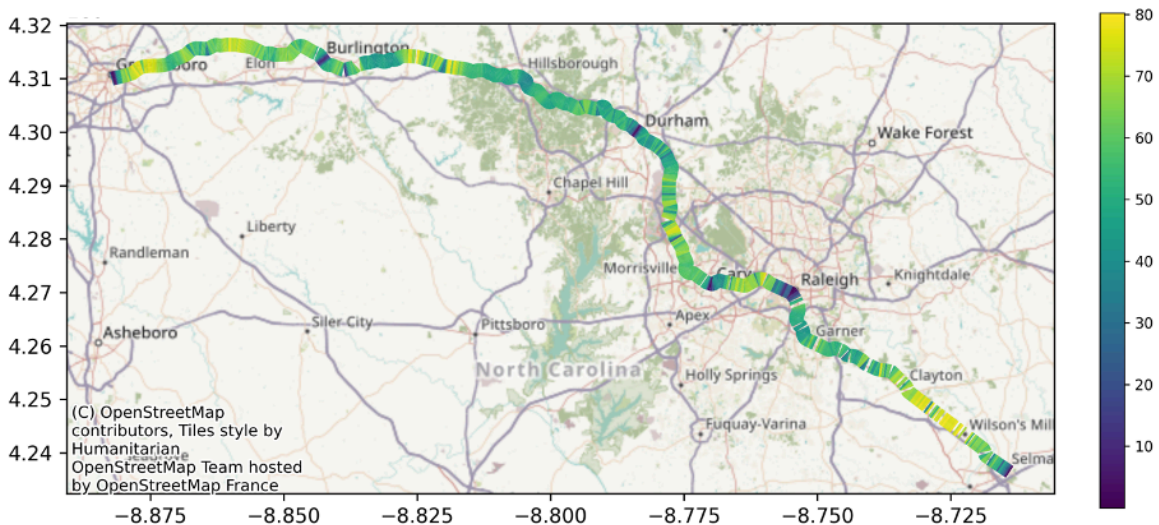 4.32
4.31
4.30
4.29
4.28
4.27
4.26
4.25
4.24
Burlington
Elon
Hillsborough
Durham
Wake Forest
Chapel Hill
Liberty
Randleman
Morrisville
Raleigh
Knightdale
Siler City
Pittsboro
Apex
Garner
Asheboro
North Carolina
Holly Springs
Clayton
Fuquay-Varina
Wilson's Mil
Selma
(C) OpenStreetMap
contributors, Tiles style by
Humanitarian
OpenStreetMap Team hosted
by OpenStreetMap France
−8.875
−8.850
−8.825
−8.800
−8.775
−8.750
−8.725
80
70
60
50
40
30
20
10